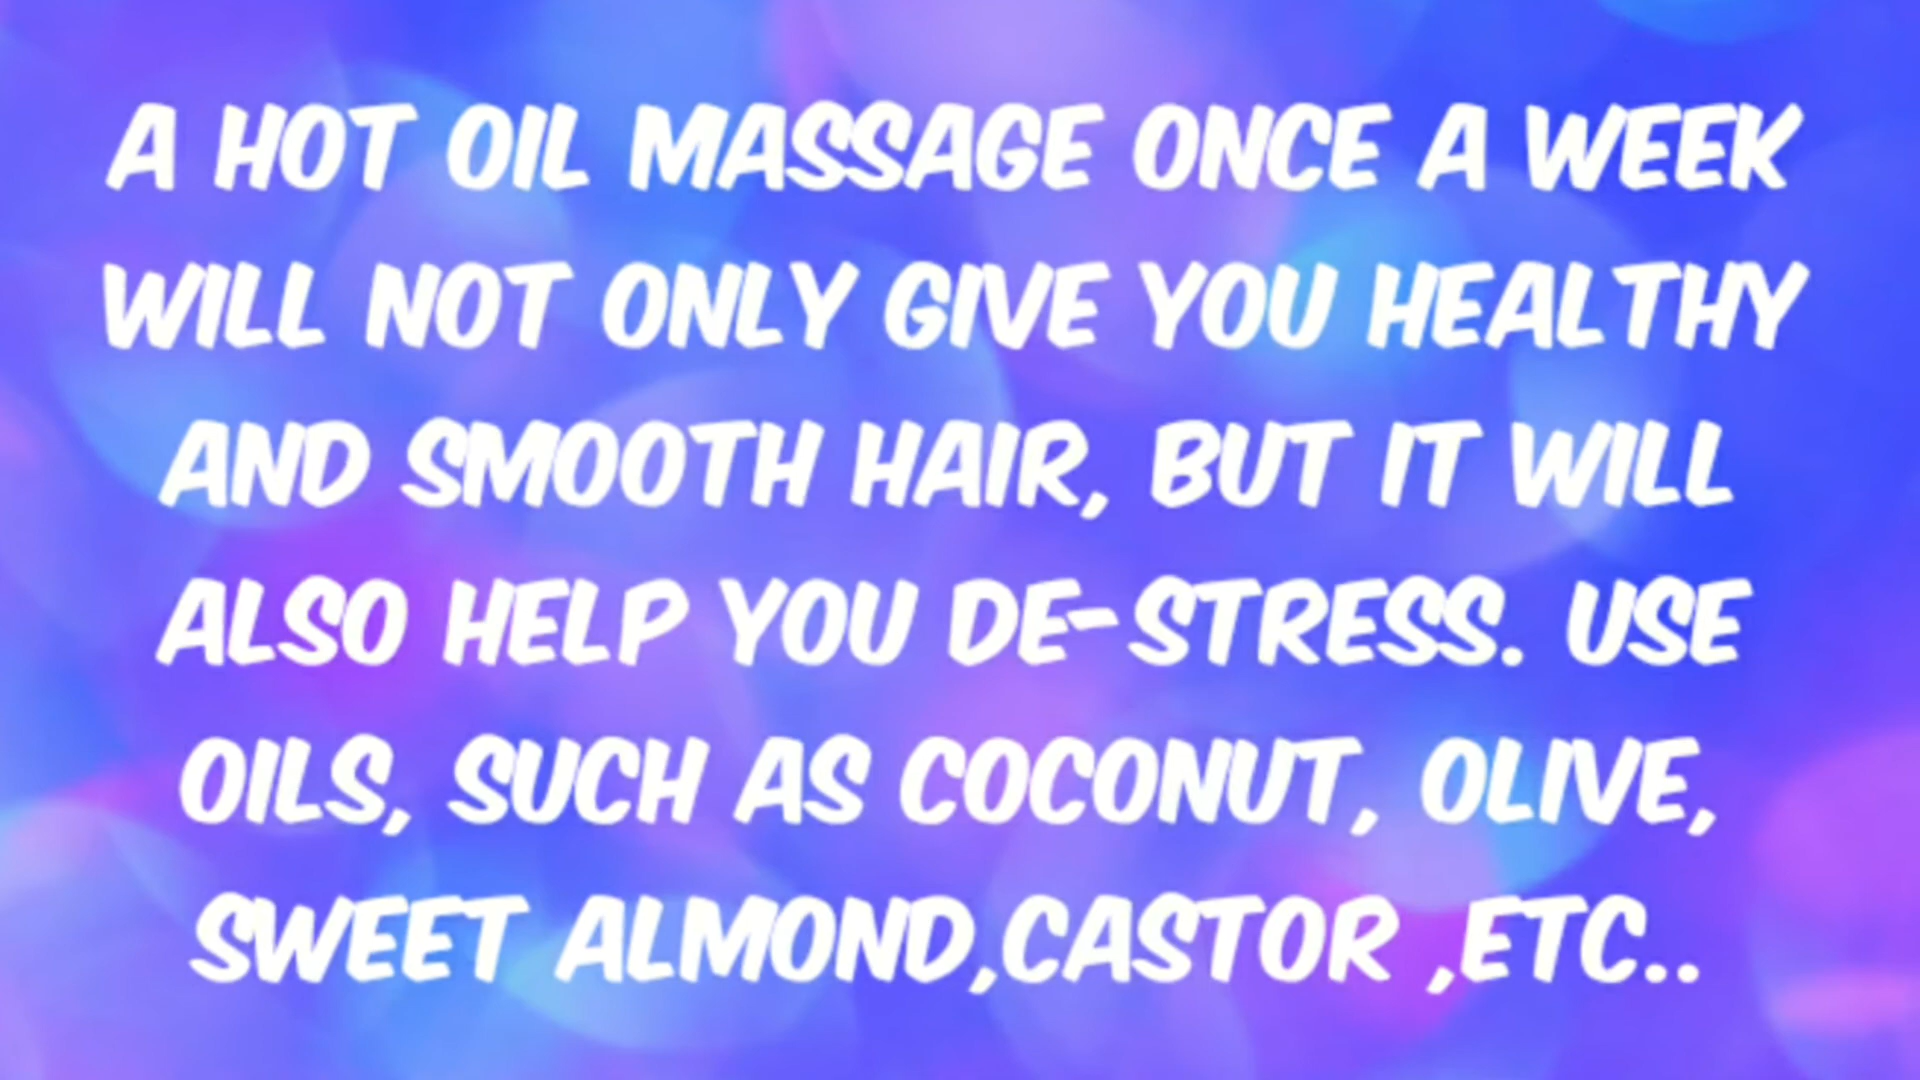 A HOT OIL MASSAGE ONCE A WEEK
WILL NOT ONLY GIVE YOU HEALTHY
AND SMOOTH HAIR, BUT IT WILL
ALSO HELP YOU DE-STRESS. USE
OILS, SUCH AS COCONUT, OLIVE,
SWEET ALMOND,CASTOR ,ETC..